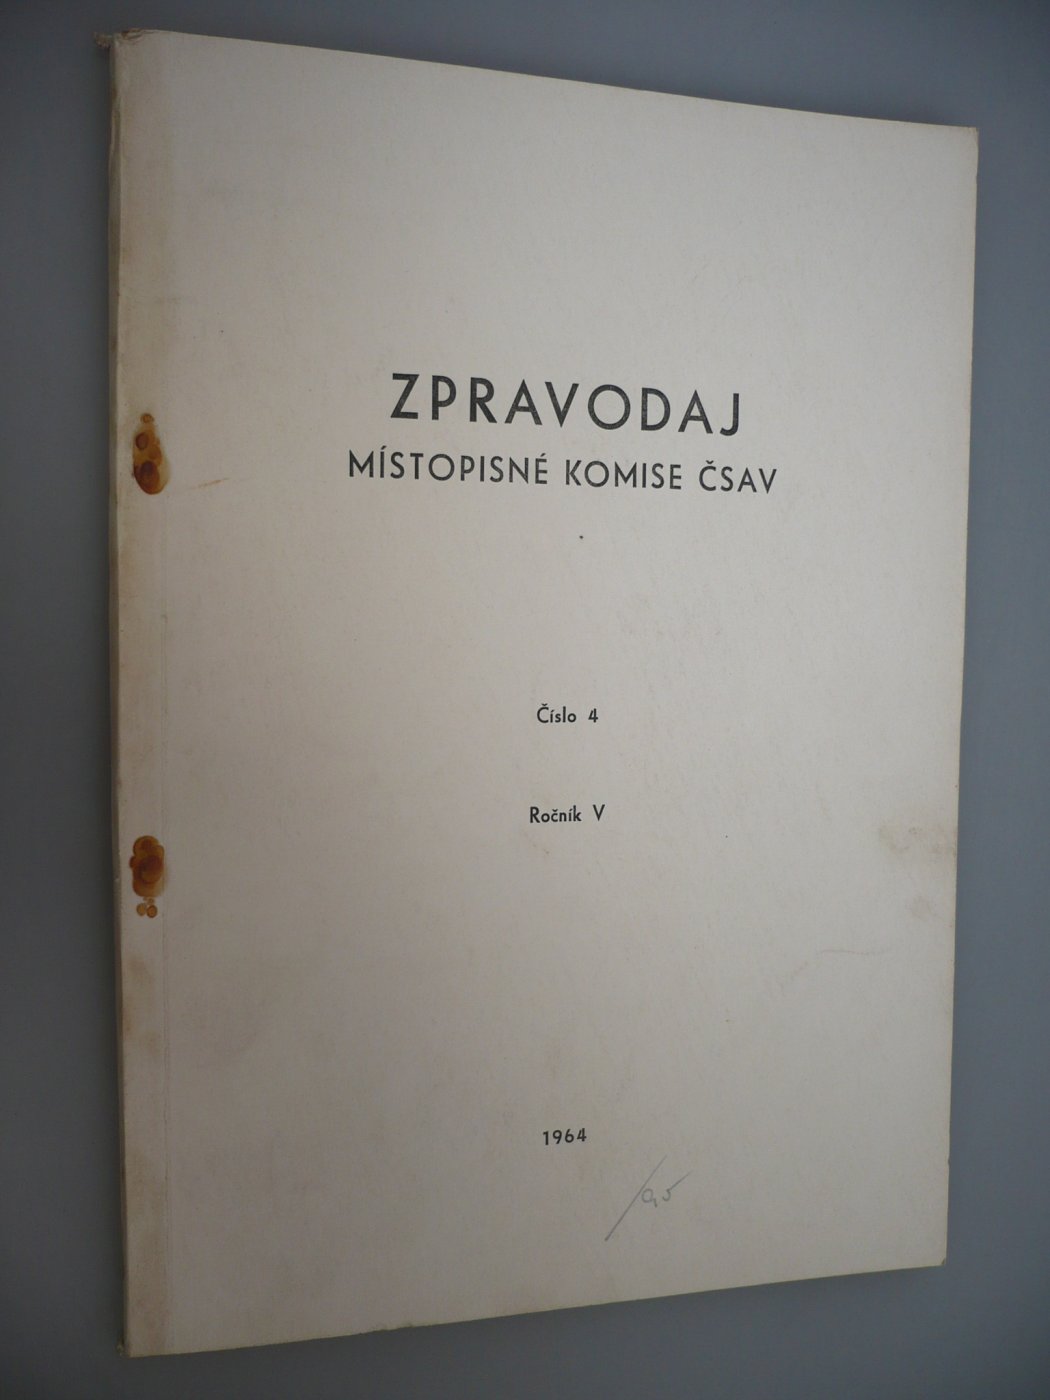 ZPRAVODAJ
MÍSTOPISNÉ KOMISE ČSAV
Číslo 4
Ročník V
1964